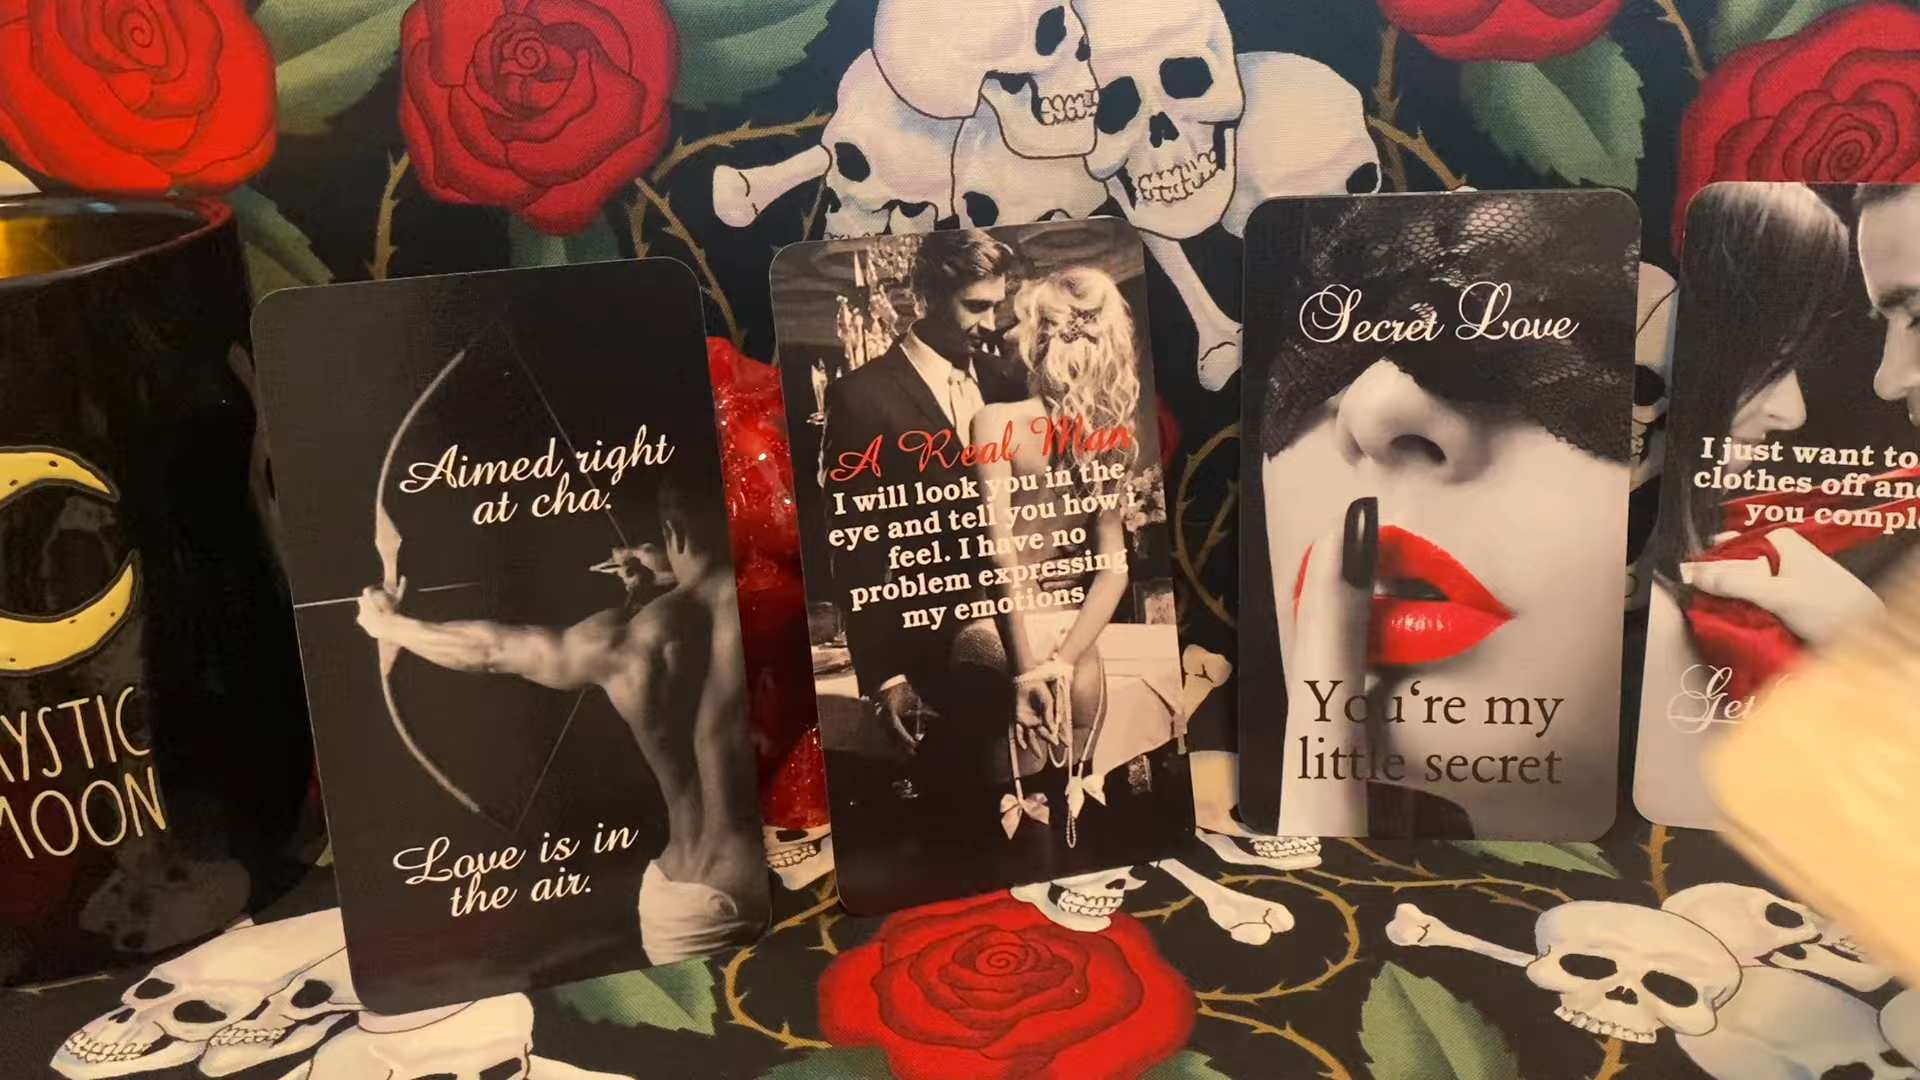 MOON
Aimed right
at cha.
Love is in
the air.
A Real Man
I will look you in the
eye and tell you how i
feel. I have no
problem expressing
my emotions
Secret Love
You're my
little secret
I just want to
clothes off and
you